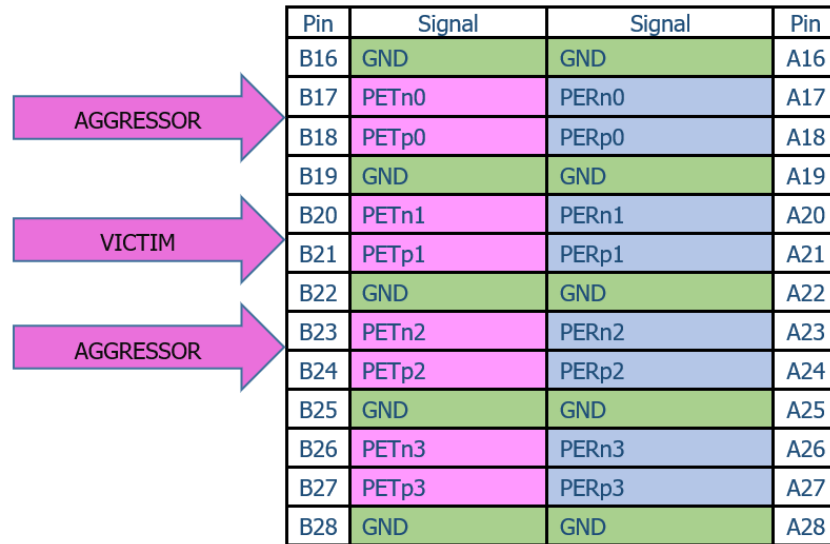 Pin Signal Signal Pin
B16 GND GND A16
B17 PETn0 PERn0 A17
AGGRESSOR
B18 PETp0 PERp0 A18
B19 GND GND A19
B20 PETn1 PERn1 A20
VICTIM
B21 PETp1 PERp1 A21
B22 GND GND A22
B23 PETn2 PERn2 A23
AGGRESSOR
B24 PETp2 PERp2 A24
B25 GND GND A25
B26 PETn3 PERn3 A26
B27 PETp3 PERp3 A27
B28 GND GND A28